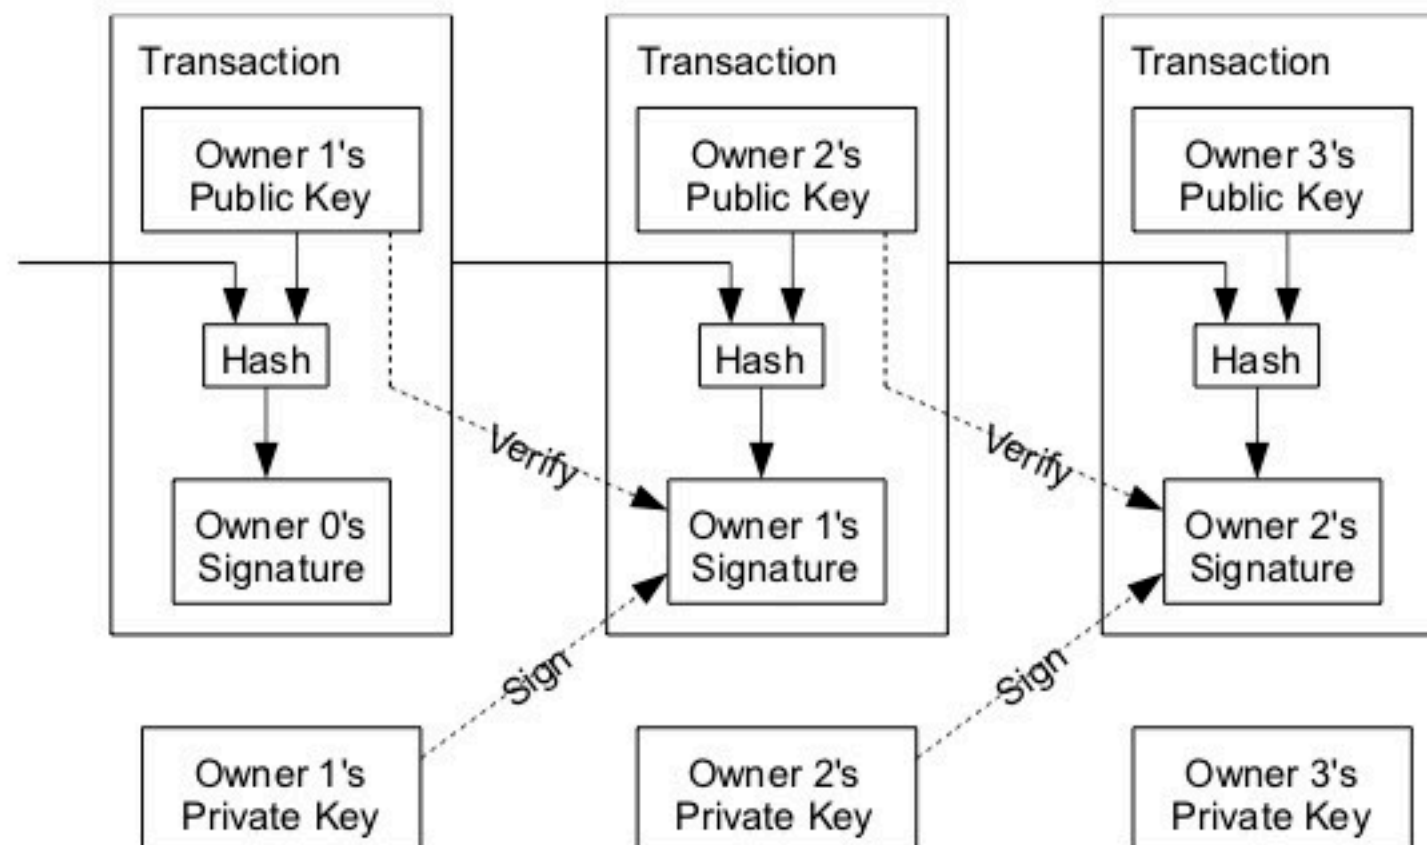 Transaction
Owner 1's
Public Key
Hash
Owner 0's
Signature
Transaction
Owner 2's
Public Key
Hash
Owner 1's
Signature
Transaction
Owner 3's
Public Key
Hash
Owner 2's
Signature
Verify
Verify
Sign
Sign
Owner 1's
Private Key
Owner 2's
Private Key
Owner 3's
Private Key